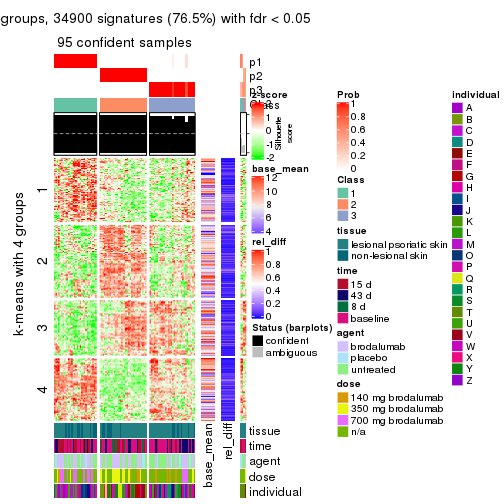 groups, 34900 signatures (76.5%) with fdr < 0.05
95 confident samples
p1
p2
p3
Class
Silhouette
score
1
2
3
4
k-means with 4 groups
base_mean
rel_diff
tissue
time
agent
dose
individual
z-score
2
-1
-2
base_mean
12
10
8
6
4
rel_diff
1
0.8
0.6
0.4
0.2
0
Status (barplots)
confident
ambiguous
Prob
1
0.8
0.6
0.4
0.2
0
Class
1
2
3
tissue
lesional psoriatic skin
non-lesional skin
time
15 d
43 d
8 d
baseline
agent
brodalumab
placebo
untreated
dose
140 mg brodalumab
350 mg brodalumab
700 mg brodalumab
n/a
individual
A
B
C
D
E
F
G
H
I
J
K
L
M
O
P
Q
R
S
T
U
V
W
X
Y
Z